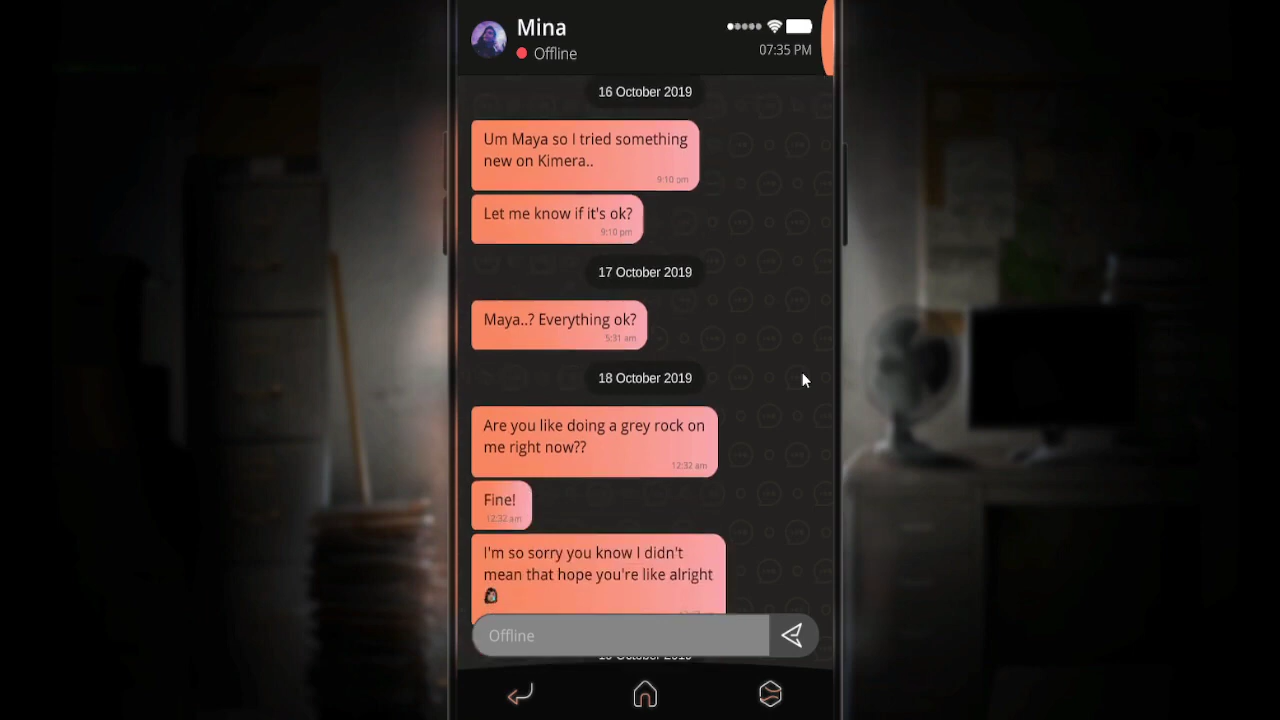 Mina
Offline
07:35 PM
16 October 2019
Um Maya so I tried something
new on Kimera..
9:10 pm
Let me know if it's ok?
9:10 pm
17 October 2019
Maya..? Everything ok?
5:31 am
18 October 2019
Are you like doing a grey rock on
me right now??
12:32 am
Fine!
12:32 am
I'm so sorry you know I didn't
mean that hope you're like alright
Offline